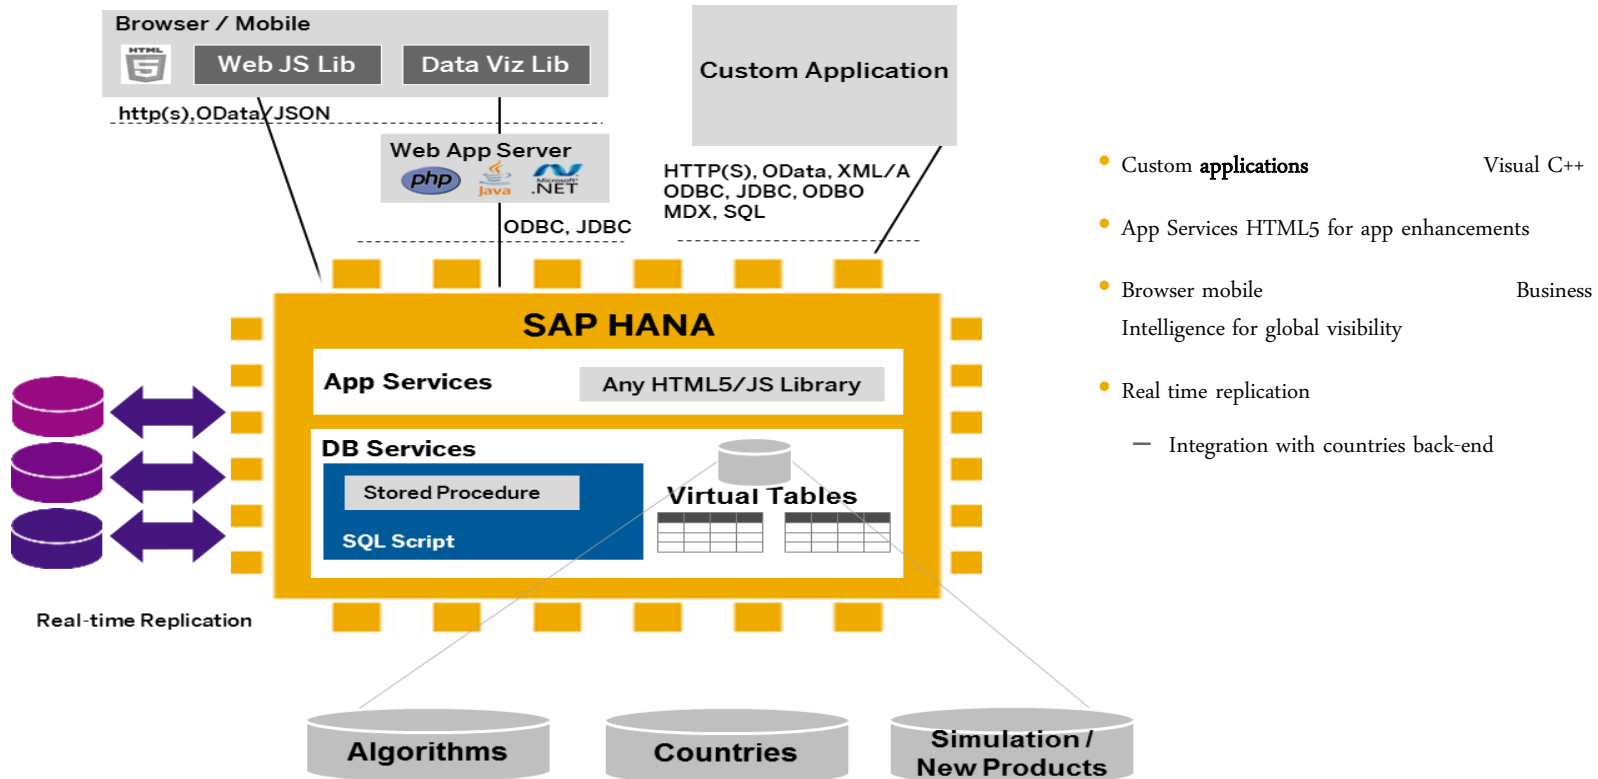 Browser / Mobile
HTML
5
Web JS Lib
Data Viz Lib
http(s),OData/JSON
Web App Server
php
Java
Microsoft
.NET
ODBC, JDBC
Custom Application
HTTP(S), OData, XML/A
ODBC, JDBC, ODBO
MDX, SQL
SAP HANA
App Services
Any HTML5/JS Library
DB Services
Stored Procedure
SQL Script
Virtual Tables
Real-time Replication
Algorithms
Countries
Simulation /
New Products
• Custom applications Visual C++
• App Services HTML5 for app enhancements
• Browser mobile Business
Intelligence for global visibility
• Real time replication
– Integration with countries back-end